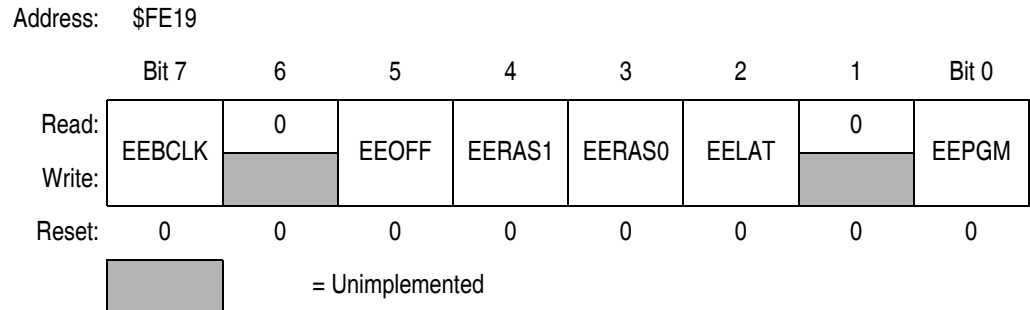 Address: $FE19
Bit 7 6 5 4 3 2 1 Bit 0
Read: 0 0
EEBCLK EEOFF EERAS1 EERAS0 EELAT EEPGM
Write:
Reset: 0 0 0 0 0 0 0 0
= Unimplemented